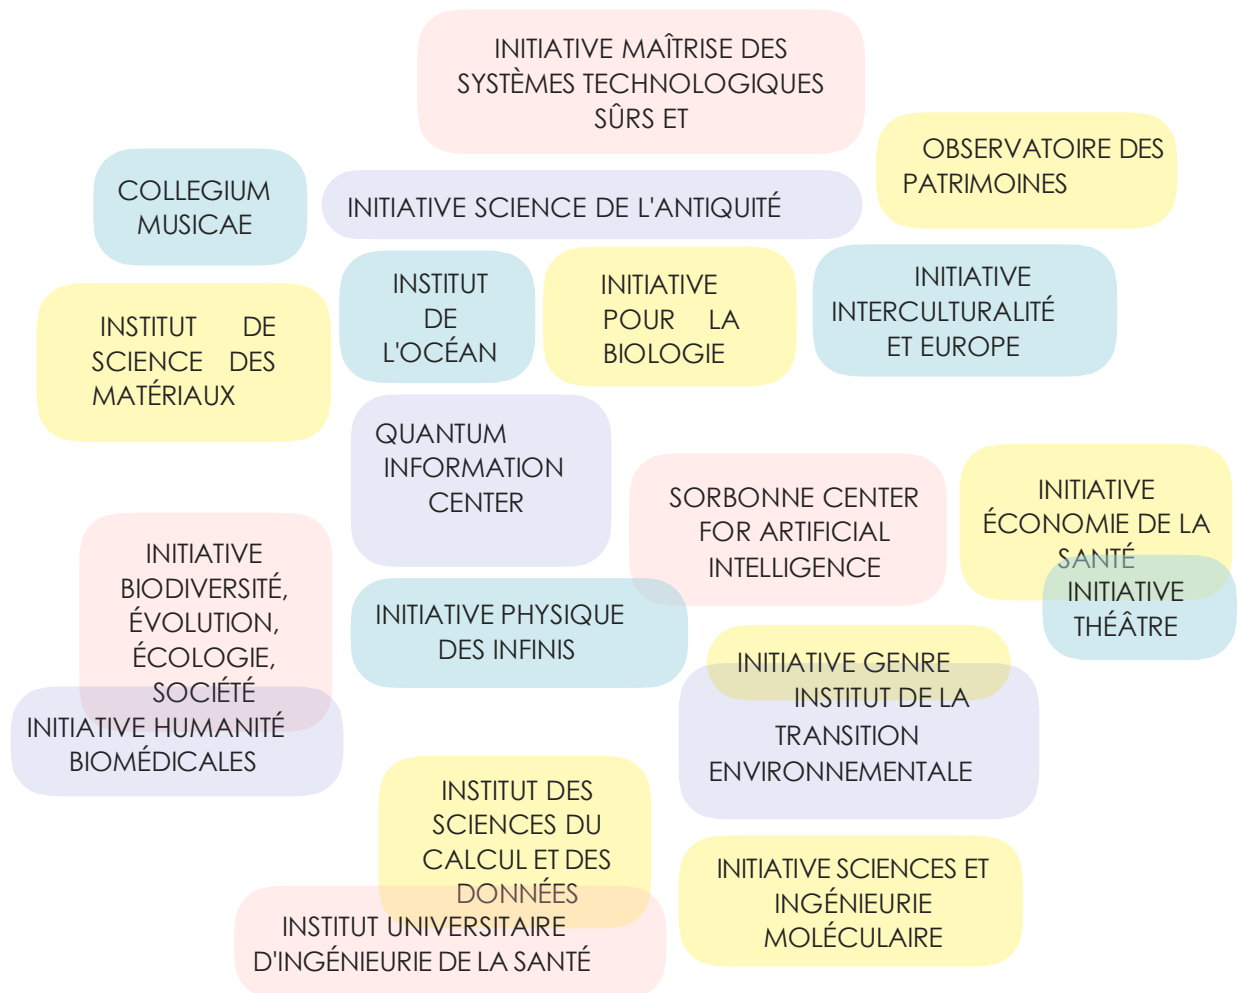 INITIATIVE MAÎTRISE DES
SYSTÈMES TECHNOLOGIQUES
SÛRS ET
OBSERVATOIRE DES
PATRIMOINES
COLLEGIUM
MUSICAE
INITIATIVE SCIENCE DE L'ANTIQUITÉ
INSTITUT DE
SCIENCE DES
MATÉRIAUX
INSTITUT
DE
L'OCÉAN
INITIATIVE
POUR LA
BIOLOGIE
INITIATIVE
INTERCULTURALITÉ
ET EUROPE
QUANTUM
INFORMATION
CENTER
SORBONNE CENTER
FOR ARTIFICIAL
INTELLIGENCE
INITIATIVE
ÉCONOMIE DE LA
SANTÉ
INITIATIVE
THÉÂTRE
INITIATIVE
BIODIVERSITÉ,
ÉVOLUTION,
ÉCOLOGIE,
SOCIÉTÉ
INITIATIVE HUMANITÉ
BIOMÉDICALES
INITIATIVE PHYSIQUE
DES INFINIS
INITIATIVE GENRE
INSTITUT DE LA
TRANSITION
ENVIRONNEMENTALE
INSTITUT DES
SCIENCES DU
CALCUL ET DES
DONNÉES
INSTITUT UNIVERSITAIRE
D'INGÉNIEURIE DE LA SANTÉ
INITIATIVE SCIENCES ET
INGÉNIEURIE
MOLÉCULAIRE